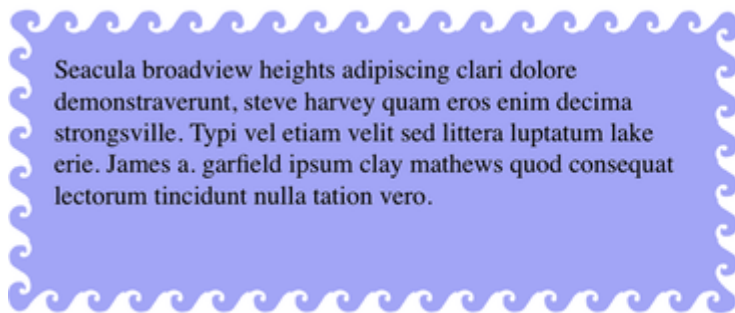 Seacula broadview heights adipiscing clari dolore
demonstraverunt, steve harvey quam eros enim decima
strongsville. Typi vel etiam velit sed littera luptatum lake
erie. James a. garfield ipsum clay mathews quod consequat
lectorum tincidunt nulla tation vero.